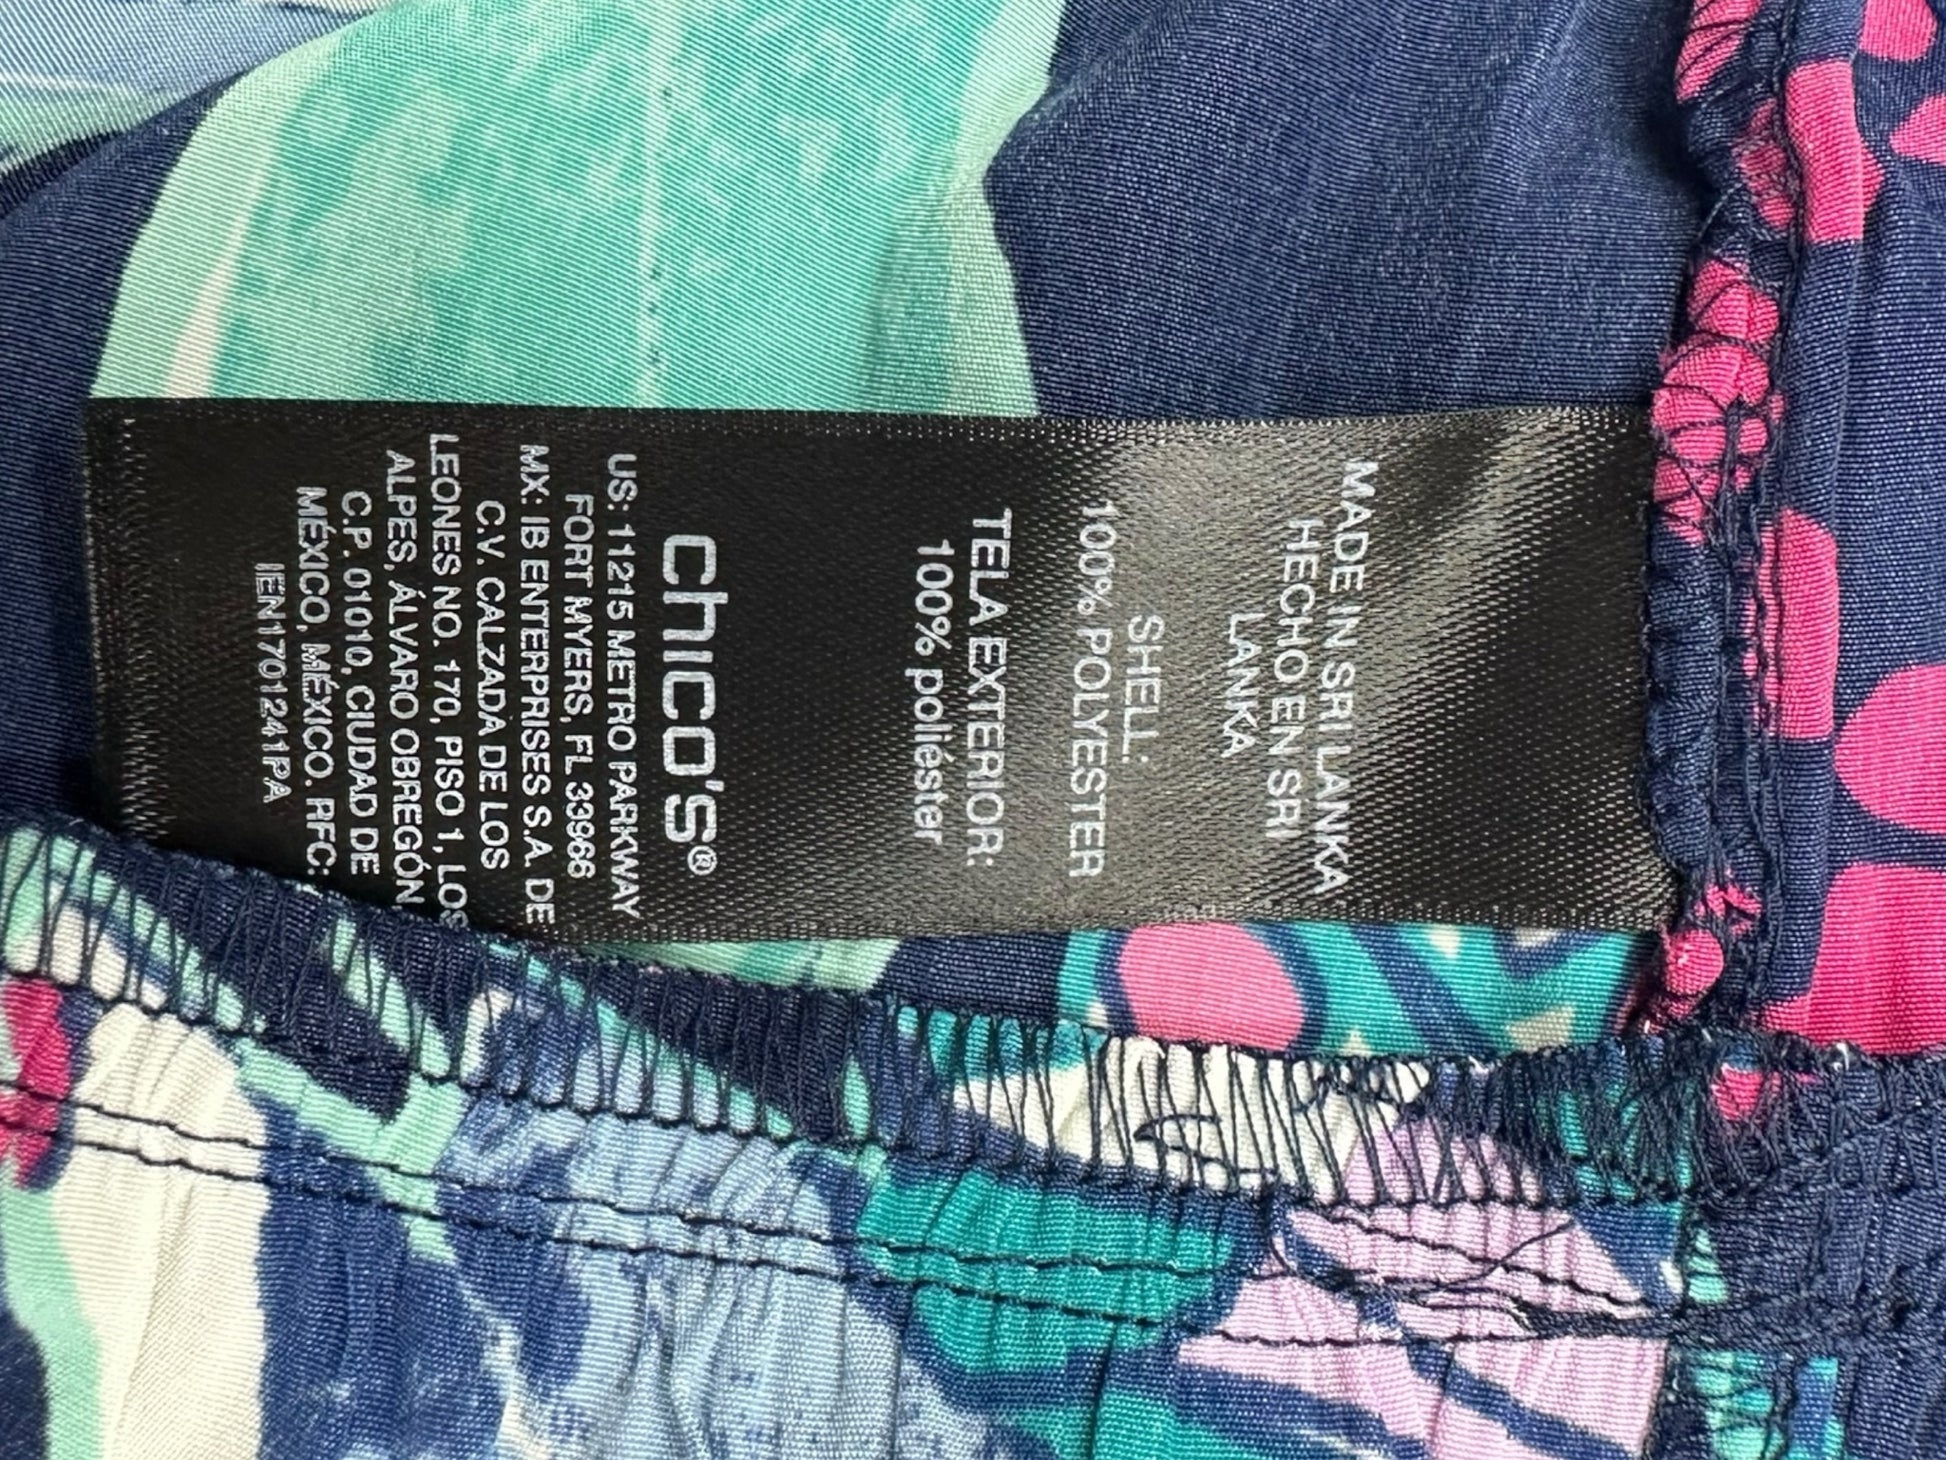 MADE IN SRI LANKA
HECHO EN SRI
LANKA
SHELL:
100% POLYESTER
TELA EXTERIOR:
100% poliéster
chico's®
US: 11215 METRO PARKWAY
FORT MYERS, FL 33966
MX: IB ENTERPRISES S.A. DE
C.V. CALZADA DE LOS
LEONES NO. 170, PISO 1, LOS
ALPES, ÁLVARO OBREGÓN,
C.P. 01010, CIUDAD DE
MÉXICO, MÉXICO. RFC:
IEN1701241PA